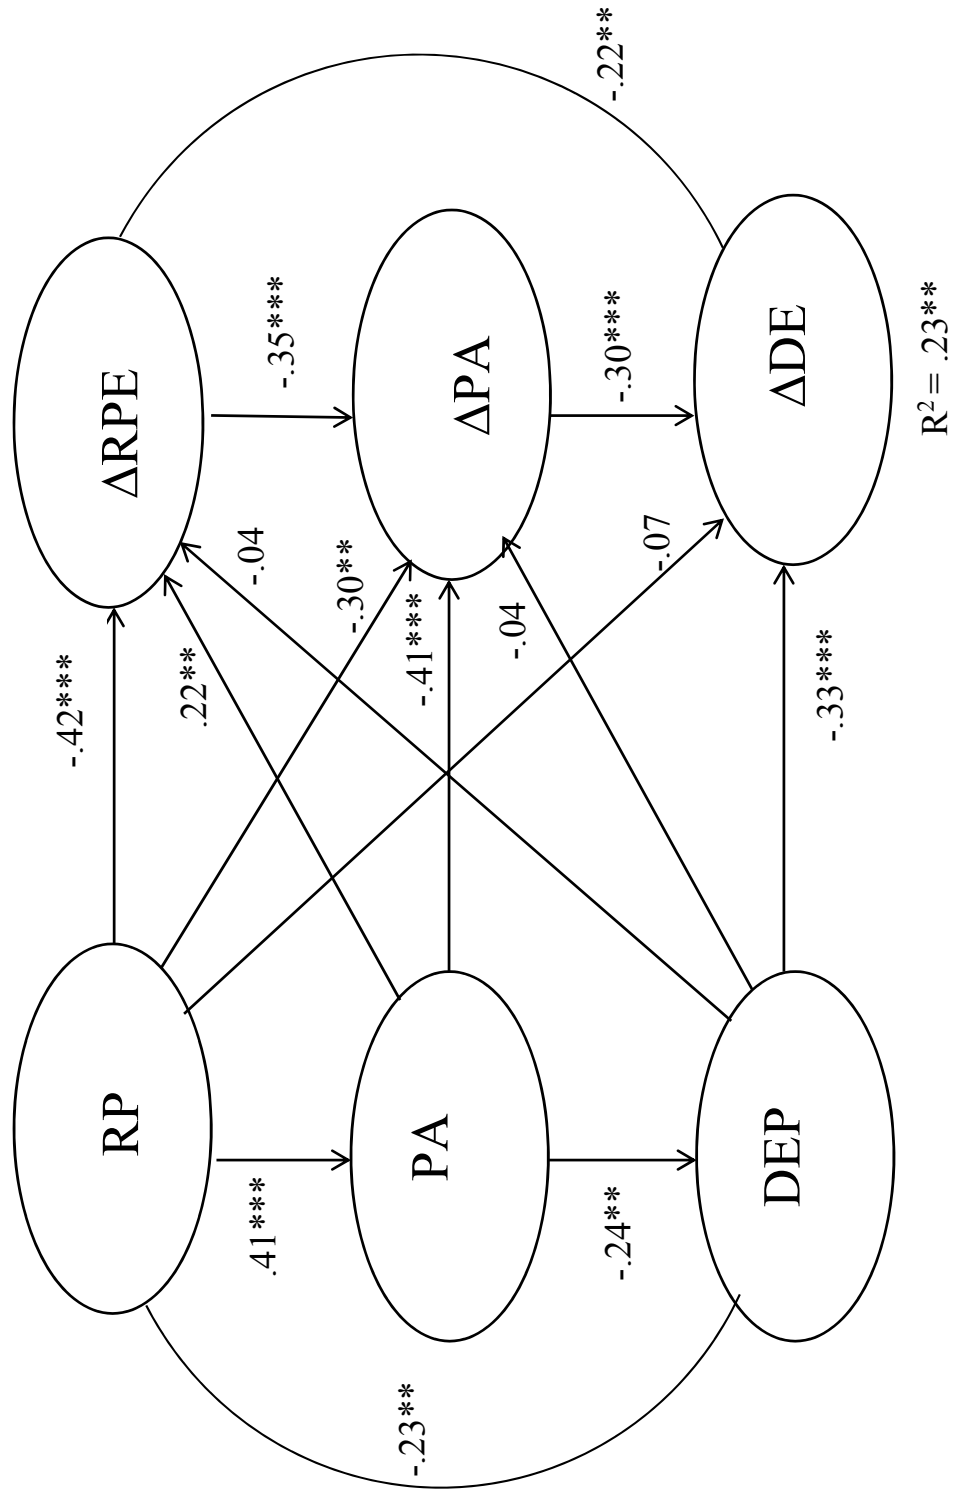 -.42***
RP
ΔRPE
.22**
-.04
.41***
-.35***
-.30**
-.23**
-.41***
PA
ΔPA
-.04
-.24**
-.30***
-.22**
-.07
DEP
ΔDE
-.33***
R² = .23**